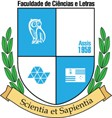 Faculdade de Ciências e Letras
Assis
1958
Scientia et Sapientia